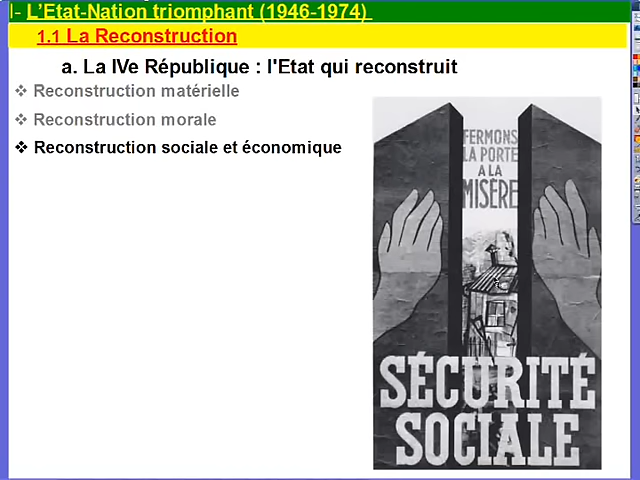 I- L'Etat-Nation triomphant (1946-1974)
1.1 La Reconstruction
a. La IVe République : l'Etat qui reconstruit
❖ Reconstruction matérielle
❖ Reconstruction morale
❖ Reconstruction sociale et économique
FERMONS
LA PORTE
A LA
MISÈRE
SÉCURITÉ
SOCIALE